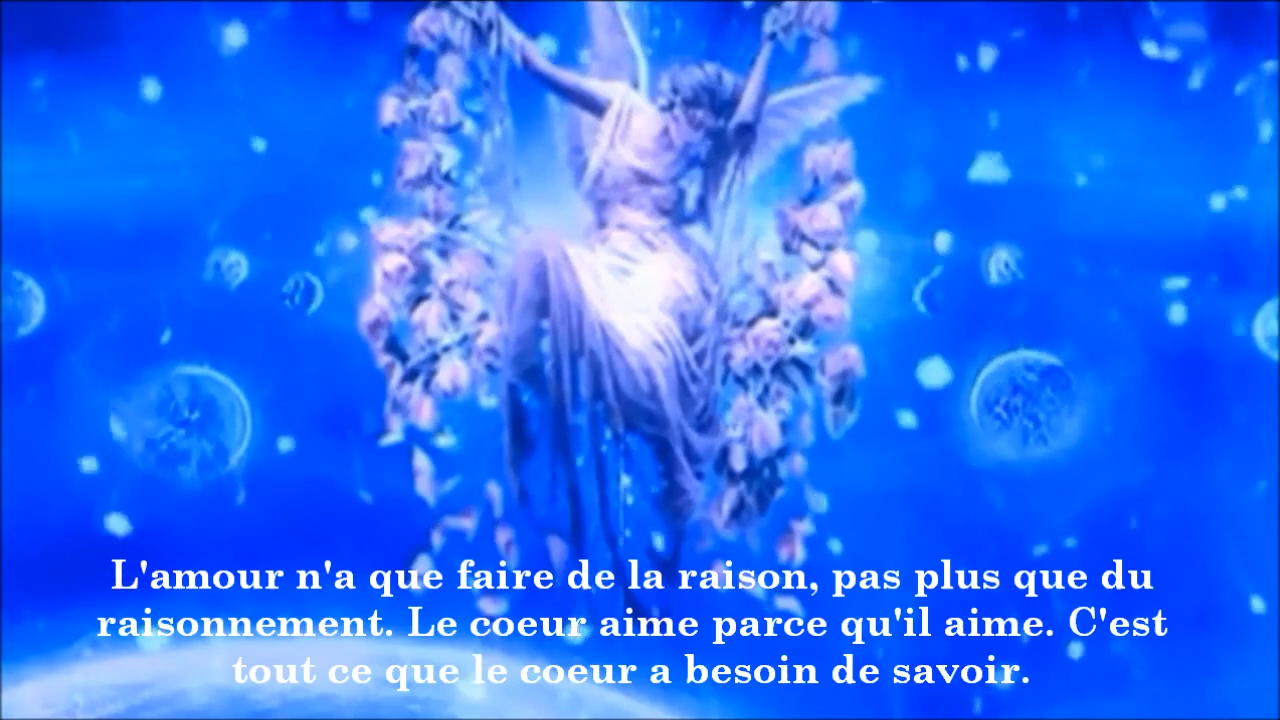 L'amour n'a que faire de la raison, pas plus que du
raisonnement. Le coeur aime parce qu'il aime. C'est
tout ce que le coeur a besoin de savoir.